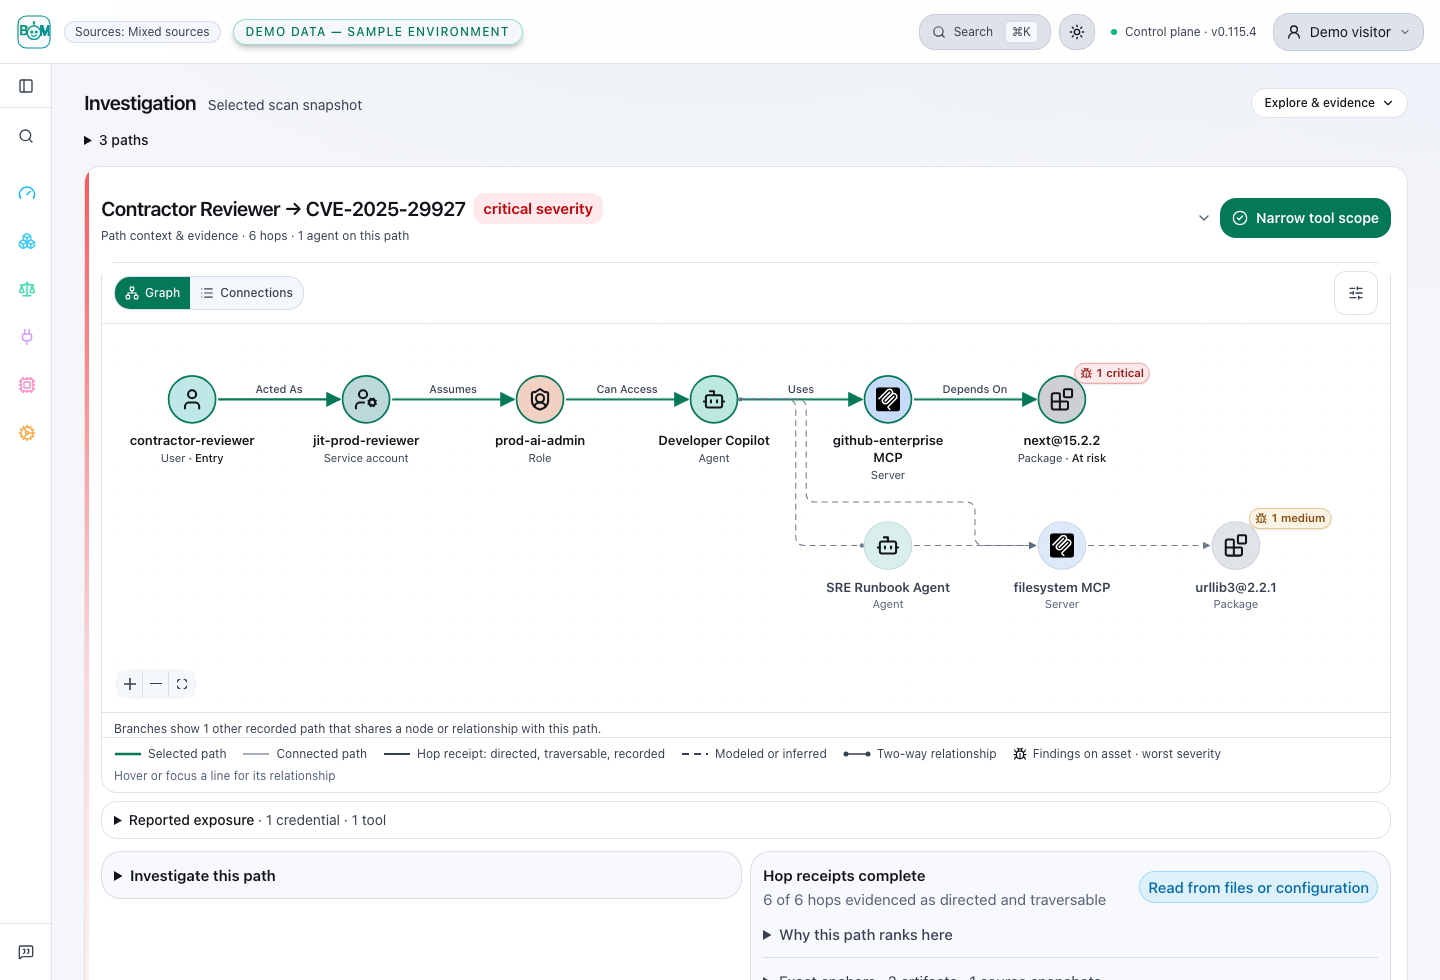 BOM
Sources: Mixed sources
DEMO DATA — SAMPLE ENVIRONMENT
Search
⌘K
Control plane · v0.115.4
Demo visitor
Investigation
Selected scan snapshot
Explore & evidence
3 paths
Contractor Reviewer → CVE-2025-29927
critical severity
Path context & evidence · 6 hops · 1 agent on this path
Narrow tool scope
Graph
Connections
Acted As
Assumes
Can Access
Uses
Depends On
1 critical
contractor-reviewer
User · Entry
jit-prod-reviewer
Service account
prod-ai-admin
Role
Developer Copilot
Agent
github-enterprise
MCP
Server
next@15.2.2
Package · At risk
1 medium
SRE Runbook Agent
Agent
filesystem MCP
Server
urllib3@2.2.1
Package
Branches show 1 other recorded path that shares a node or relationship with this path.
Selected path
Connected path
Hop receipt: directed, traversable, recorded
Modeled or inferred
Two-way relationship
Findings on asset · worst severity
Hover or focus a line for its relationship
Reported exposure · 1 credential · 1 tool
Investigate this path
Hop receipts complete
6 of 6 hops evidenced as directed and traversable
Read from files or configuration
Why this path ranks here